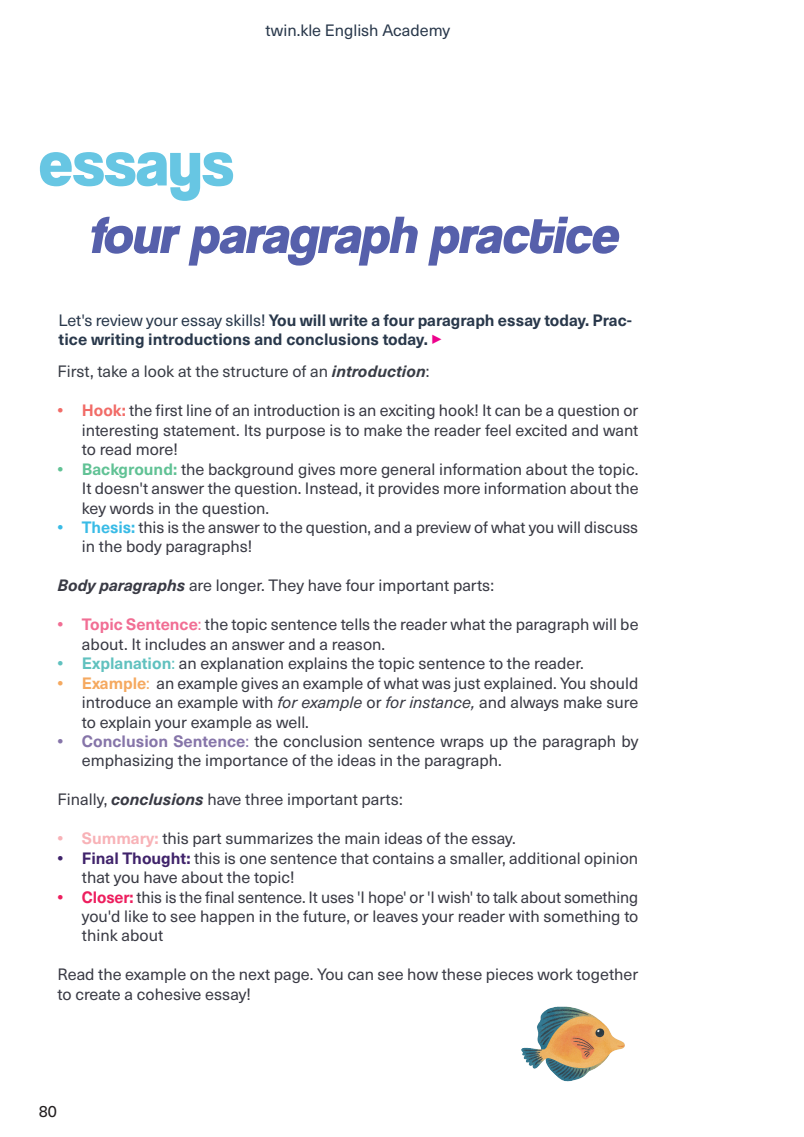 twin.kle English Academy
essays
four paragraph practice
Let's review your essay skills! You will write a four paragraph essay today. Prac-
tice writing introductions and conclusions today. ►
First, take a look at the structure of an introduction:
• Hook: the first line of an introduction is an exciting hook! It can be a question or
interesting statement. Its purpose is to make the reader feel excited and want
to read more!
• Background: the background gives more general information about the topic.
It doesn't answer the question. Instead, it provides more information about the
key words in the question.
• Thesis: this is the answer to the question, and a preview of what you will discuss
in the body paragraphs!
Body paragraphs are longer. They have four important parts:
• Topic Sentence: the topic sentence tells the reader what the paragraph will be
about. It includes an answer and a reason.
• Explanation: an explanation explains the topic sentence to the reader.
• Example: an example gives an example of what was just explained. You should
introduce an example with for example or for instance, and always make sure
to explain your example as well.
• Conclusion Sentence: the conclusion sentence wraps up the paragraph by
emphasizing the importance of the ideas in the paragraph.
Finally, conclusions have three important parts:
• Summary: this part summarizes the main ideas of the essay.
• Final Thought: this is one sentence that contains a smaller, additional opinion
that you have about the topic!
• Closer: this is the final sentence. It uses 'I hope' or 'I wish' to talk about something
you'd like to see happen in the future, or leaves your reader with something to
think about
Read the example on the next page. You can see how these pieces work together
to create a cohesive essay!
80